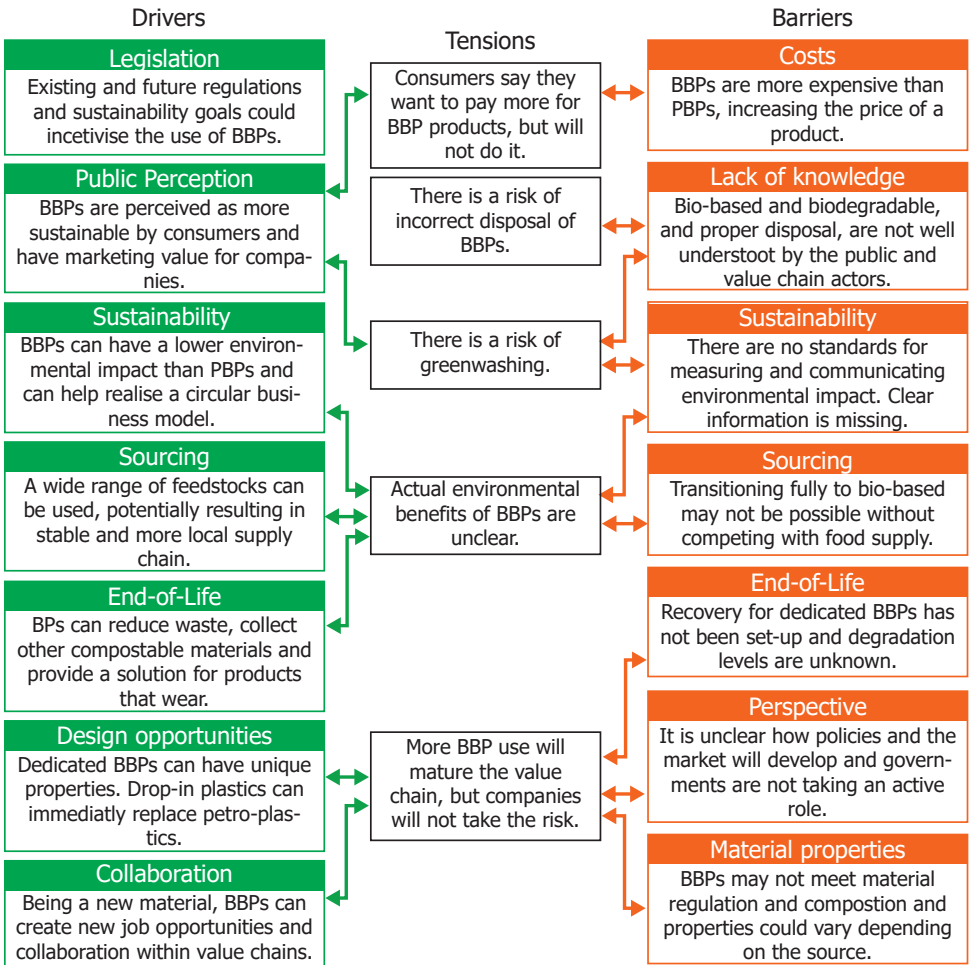 Drivers
Legislation
Existing and future regulations
and sustainability goals could
incetivise the use of BBPs.
Public Perception
BBPs are perceived as more
sustainable by consumers and
have marketing value for compa-
nies.
Sustainability
BBPs can have a lower environ-
mental impact than PBPs and
can help realise a circular busi-
ness model.
Sourcing
A wide range of feedstocks can
be used, potentially resulting in
stable and more local supply
chain.
End-of-Life
BPs can reduce waste, collect
other compostable materials and
provide a solution for products
that wear.
Design opportunities
Dedicated BBPs can have unique
properties. Drop-in plastics can
immediatly replace petro-plas-
tics.
Collaboration
Being a new material, BBPs can
create new job opportunities and
collaboration within value chains.
Tensions
Consumers say they
want to pay more for
BBP products, but will
not do it.
There is a risk of
incorrect disposal of
BBPs.
There is a risk of
greenwashing.
Actual environmental
benefits of BBPs are
unclear.
More BBP use will
mature the value
chain, but companies
will not take the risk.
Barriers
Costs
BBPs are more expensive than
PBPs, increasing the price of a
product.
Lack of knowledge
Bio-based and biodegradable,
and proper disposal, are not well
understoot by the public and
value chain actors.
Sustainability
There are no standards for
measuring and communicating
environmental impact. Clear
information is missing.
Sourcing
Transitioning fully to bio-based
may not be possible without
competing with food supply.
End-of-Life
Recovery for dedicated BBPs has
not been set-up and degradation
levels are unknown.
Perspective
It is unclear how policies and the
market will develop and govern-
ments are not taking an active
role.
Material properties
BBPs may not meet material
regulation and compostion and
properties could vary depending
on the source.